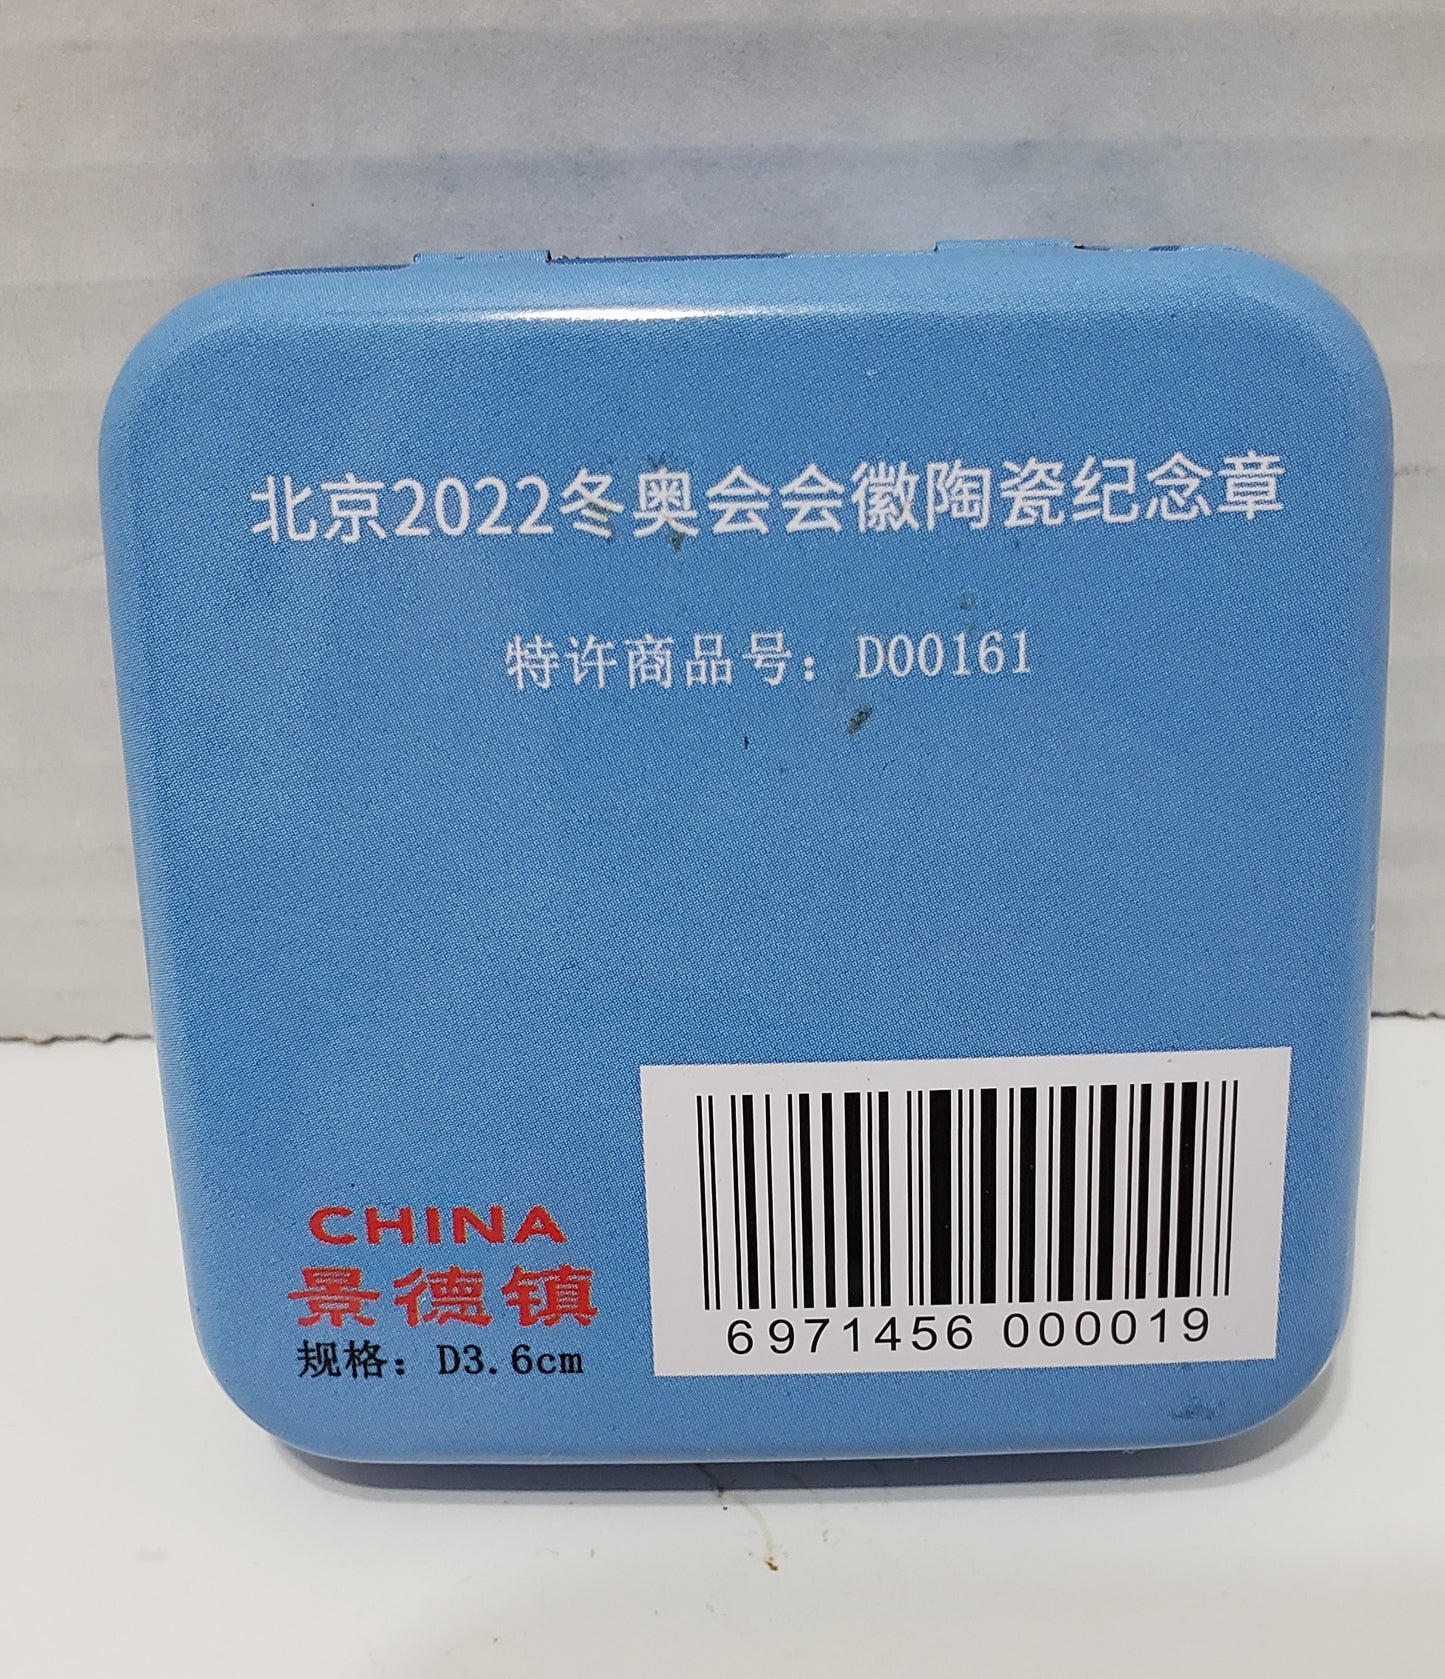 北京2022冬奥会会徽陶瓷纪念章
特许商品号：D00161
CHINA
景德镇
规格：D3.6cm
6971456 000019